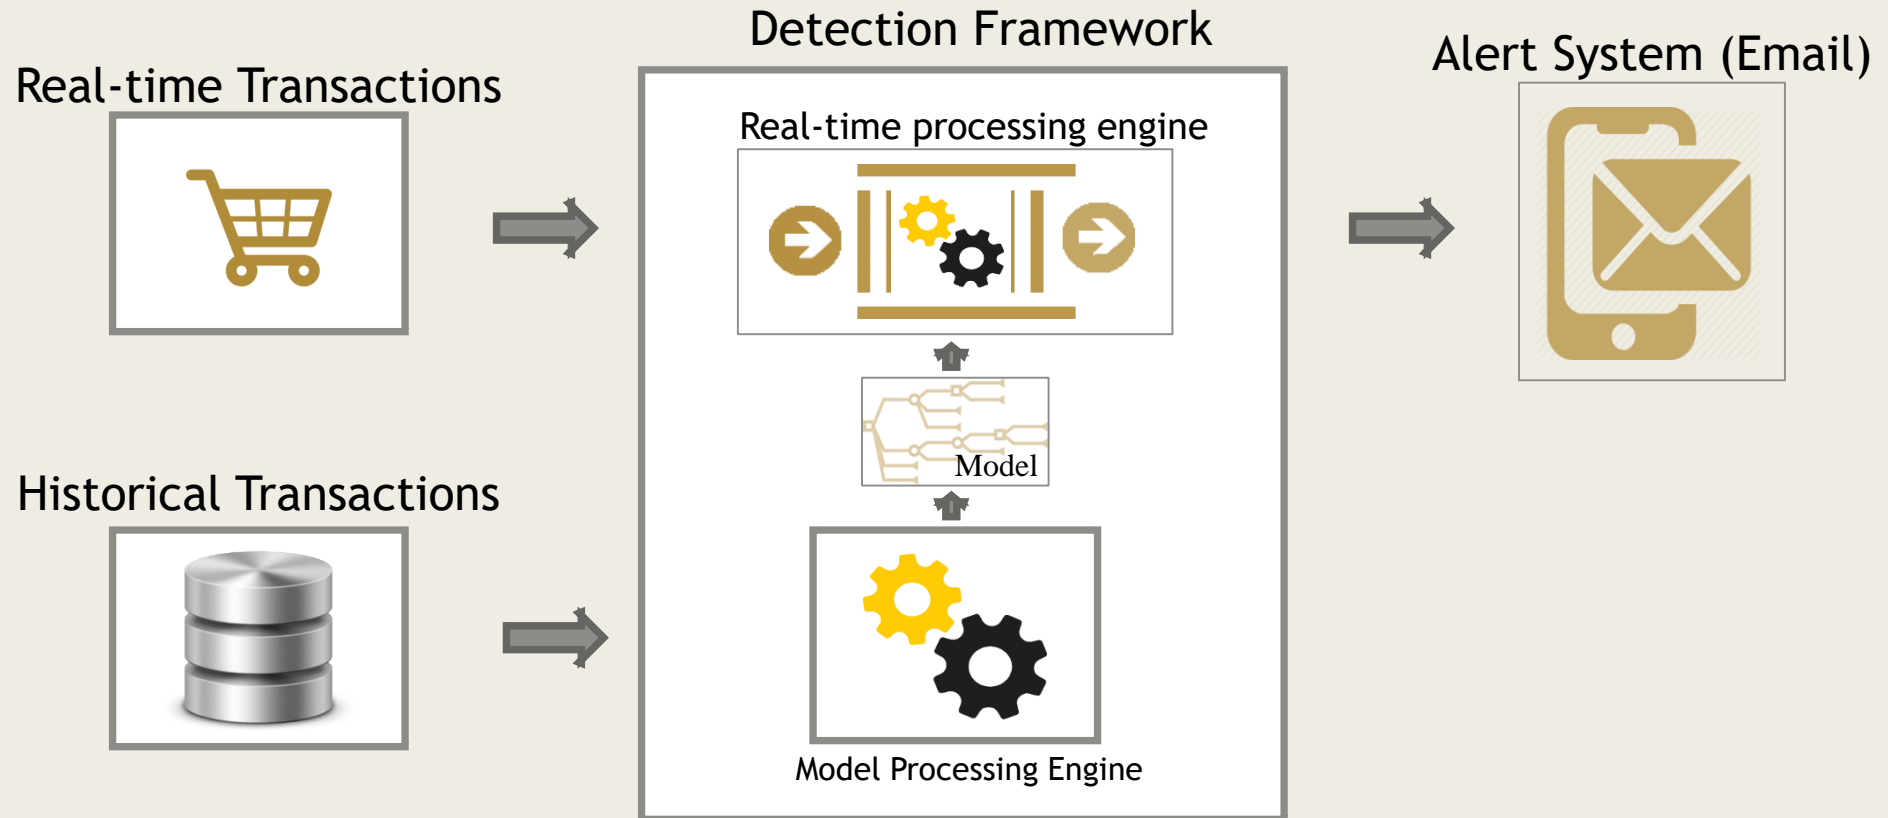 Detection Framework
Alert System (Email)
Real-time Transactions
Real-time processing engine
Model
Historical Transactions
Model Processing Engine